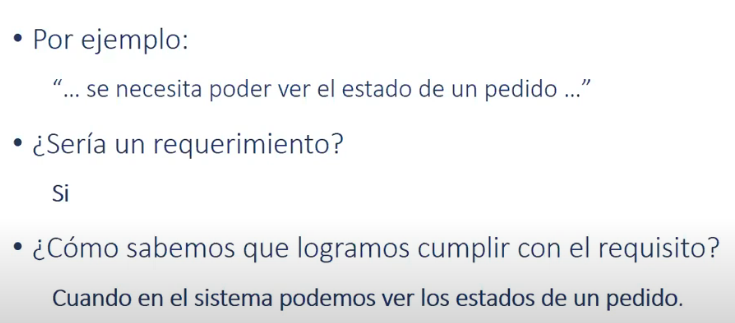 • Por ejemplo:
“... se necesita poder ver el estado de un pedido ...”
• ¿Sería un requerimiento?
Si
• ¿Cómo sabemos que logramos cumplir con el requisito?
Cuando en el sistema podemos ver los estados de un pedido.